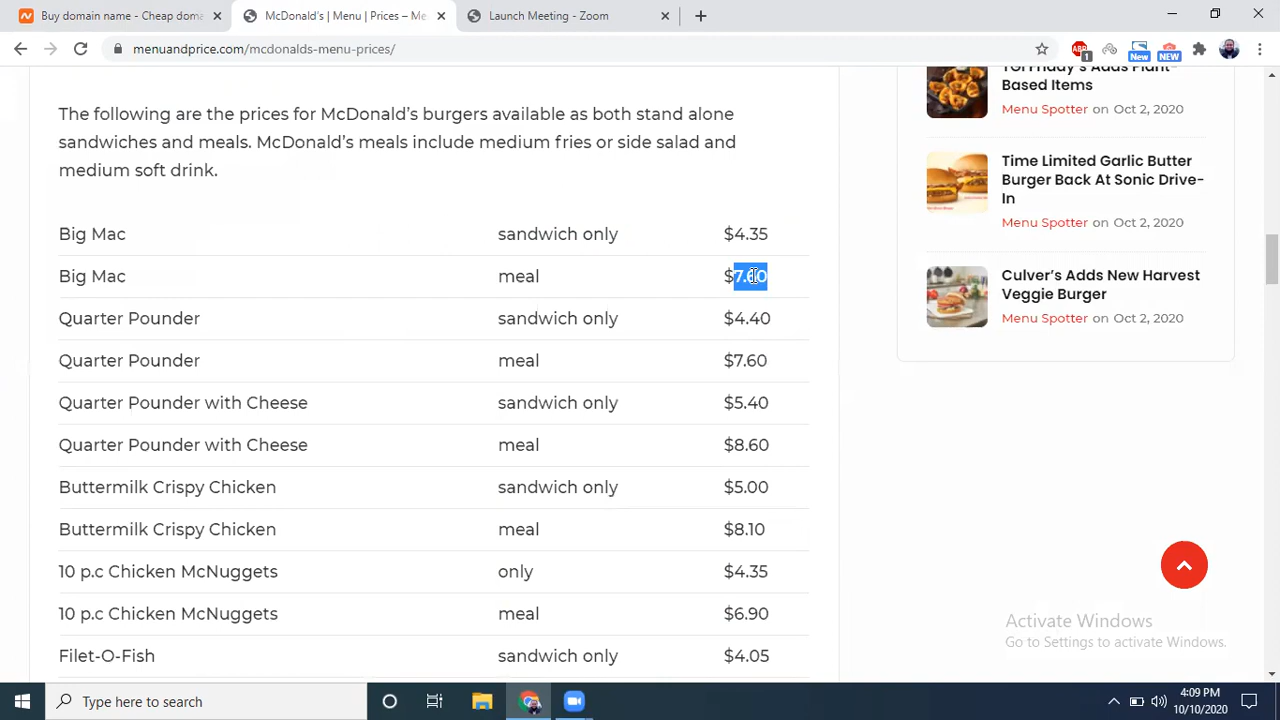 Buy domain name - Cheap doma
McDonald's | Menu | Prices – Me
Launch Meeting - Zoom
menuandprice.com/mcdonalds-menu-prices/
ABP
1
New
NEW
The following are the prices for McDonald's burgers available as both stand alone
sandwiches and meals. McDonald's meals include medium fries or side salad and
medium soft drink.
Big Mac sandwich only $4.35
Big Mac meal $7.60
Quarter Pounder sandwich only $4.40
Quarter Pounder meal $7.60
Quarter Pounder with Cheese sandwich only $5.40
Quarter Pounder with Cheese meal $8.60
Buttermilk Crispy Chicken sandwich only $5.00
Buttermilk Crispy Chicken meal $8.10
10 p.c Chicken McNuggets only $4.35
10 p.c Chicken McNuggets meal $6.90
Filet-O-Fish sandwich only $4.05
TGI Friday's Adds Plant-
Based Items
Menu Spotter on Oct 2, 2020
Time Limited Garlic Butter
Burger Back At Sonic Drive-
In
Menu Spotter on Oct 2, 2020
Culver's Adds New Harvest
Veggie Burger
Menu Spotter on Oct 2, 2020
Activate Windows
Go to Settings to activate Windows.
Type here to search
4:09 PM
10/10/2020